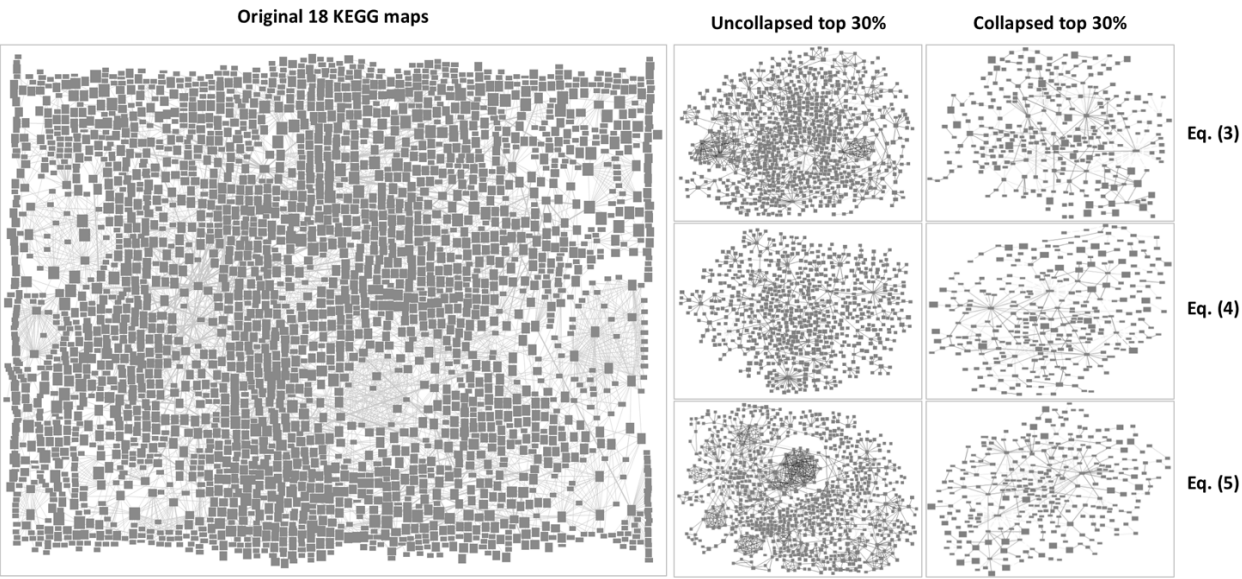 Original 18 KEGG maps
Uncollapsed top 30%
Collapsed top 30%
Eq. (3)
Eq. (4)
Eq. (5)